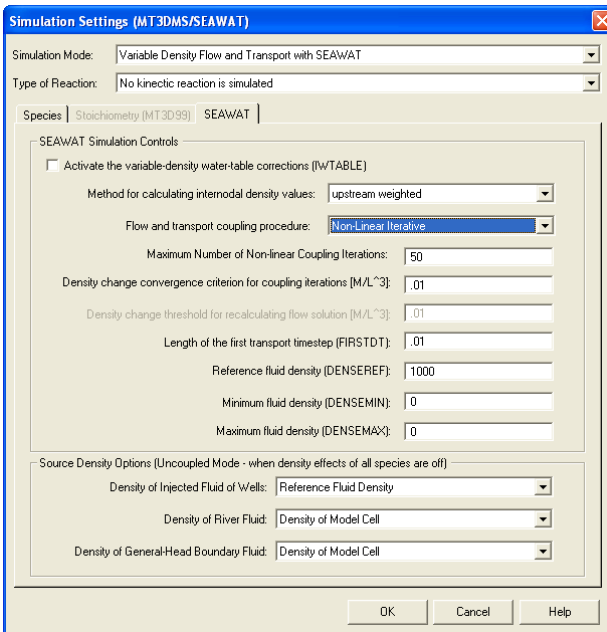 Simulation Settings (MT3DMS/SEAWAT)
Simulation Mode: Variable Density Flow and Transport with SEAWAT
Type of Reaction: No kinectic reaction is simulated
Species Stoichiometry (MT3D99) SEAWAT
SEAWAT Simulation Controls
Activate the variable-density water-table corrections (IWTABLE)
Method for calculating internodal density values: upstream weighted
Flow and transport coupling procedure: Non-Linear Iterative
Maximum Number of Non-linear Coupling Iterations: 50
Density change convergence criterion for coupling iterations [M/L^3]: .01
Density change threshold for recalculating flow solution [M/L^3]: .01
Length of the first transport timestep (FIRSTDT): .01
Reference fluid density (DENSEREF): 1000
Minimum fluid density (DENSEMIN): 0
Maximum fluid density (DENSEMAX): 0
Source Density Options (Uncoupled Mode - when density effects of all species are off)
Density of Injected Fluid of Wells: Reference Fluid Density
Density of River Fluid: Density of Model Cell
Density of General-Head Boundary Fluid: Density of Model Cell
OK Cancel Help